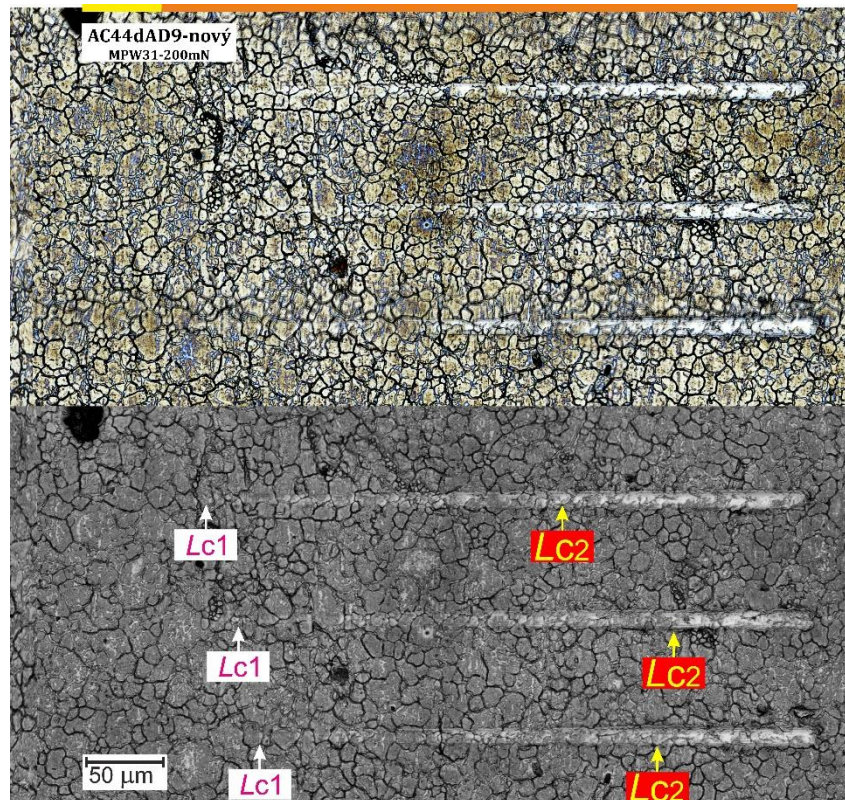 AC44dAD9-nový
MPW31-200mN
Lc1
Lc2
Lc1
Lc2
Lc1
Lc2
50 μm